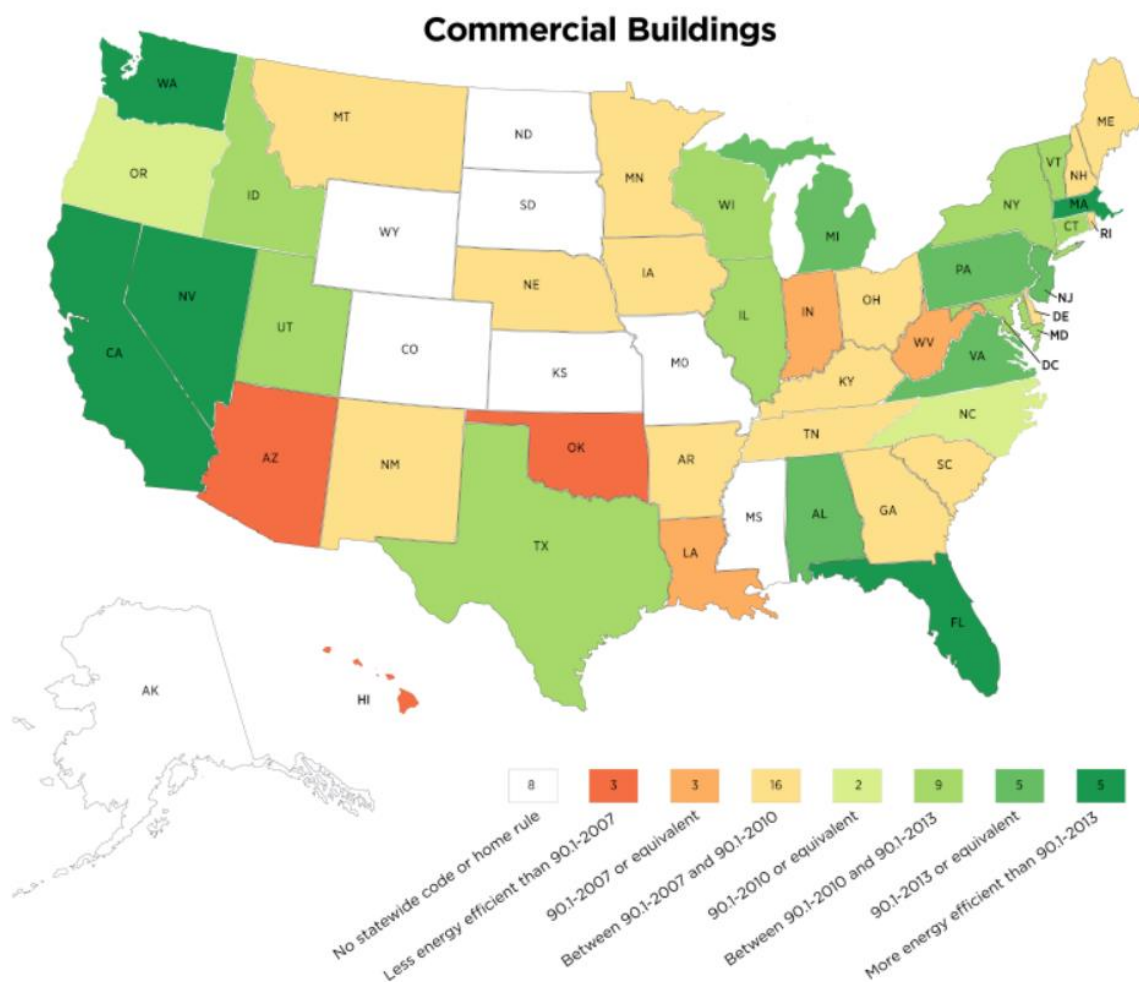 Commercial Buildings
WA
MT
ND
ME
OR
ID
MN
VT
NH
SD
WI
NY
MA
WY
MI
CT
RI
IA
PA
NE
NV
NJ
UT
IL
IN
OH
DE
CA
CO
WV
MD
KS
MO
VA
DC
KY
NC
TN
AZ
NM
OK
AR
SC
MS
AL
GA
TX
LA
FL
AK
HI
8
3
3
16
2
9
5
5
No statewide code or home rule
Less energy efficient than 90.1-2007
90.1-2007 or equivalent
Between 90.1-2007 and 90.1-2010
90.1-2010 or equivalent
Between 90.1-2010 and 90.1-2013
90.1-2013 or equivalent
More energy efficient than 90.1-2013